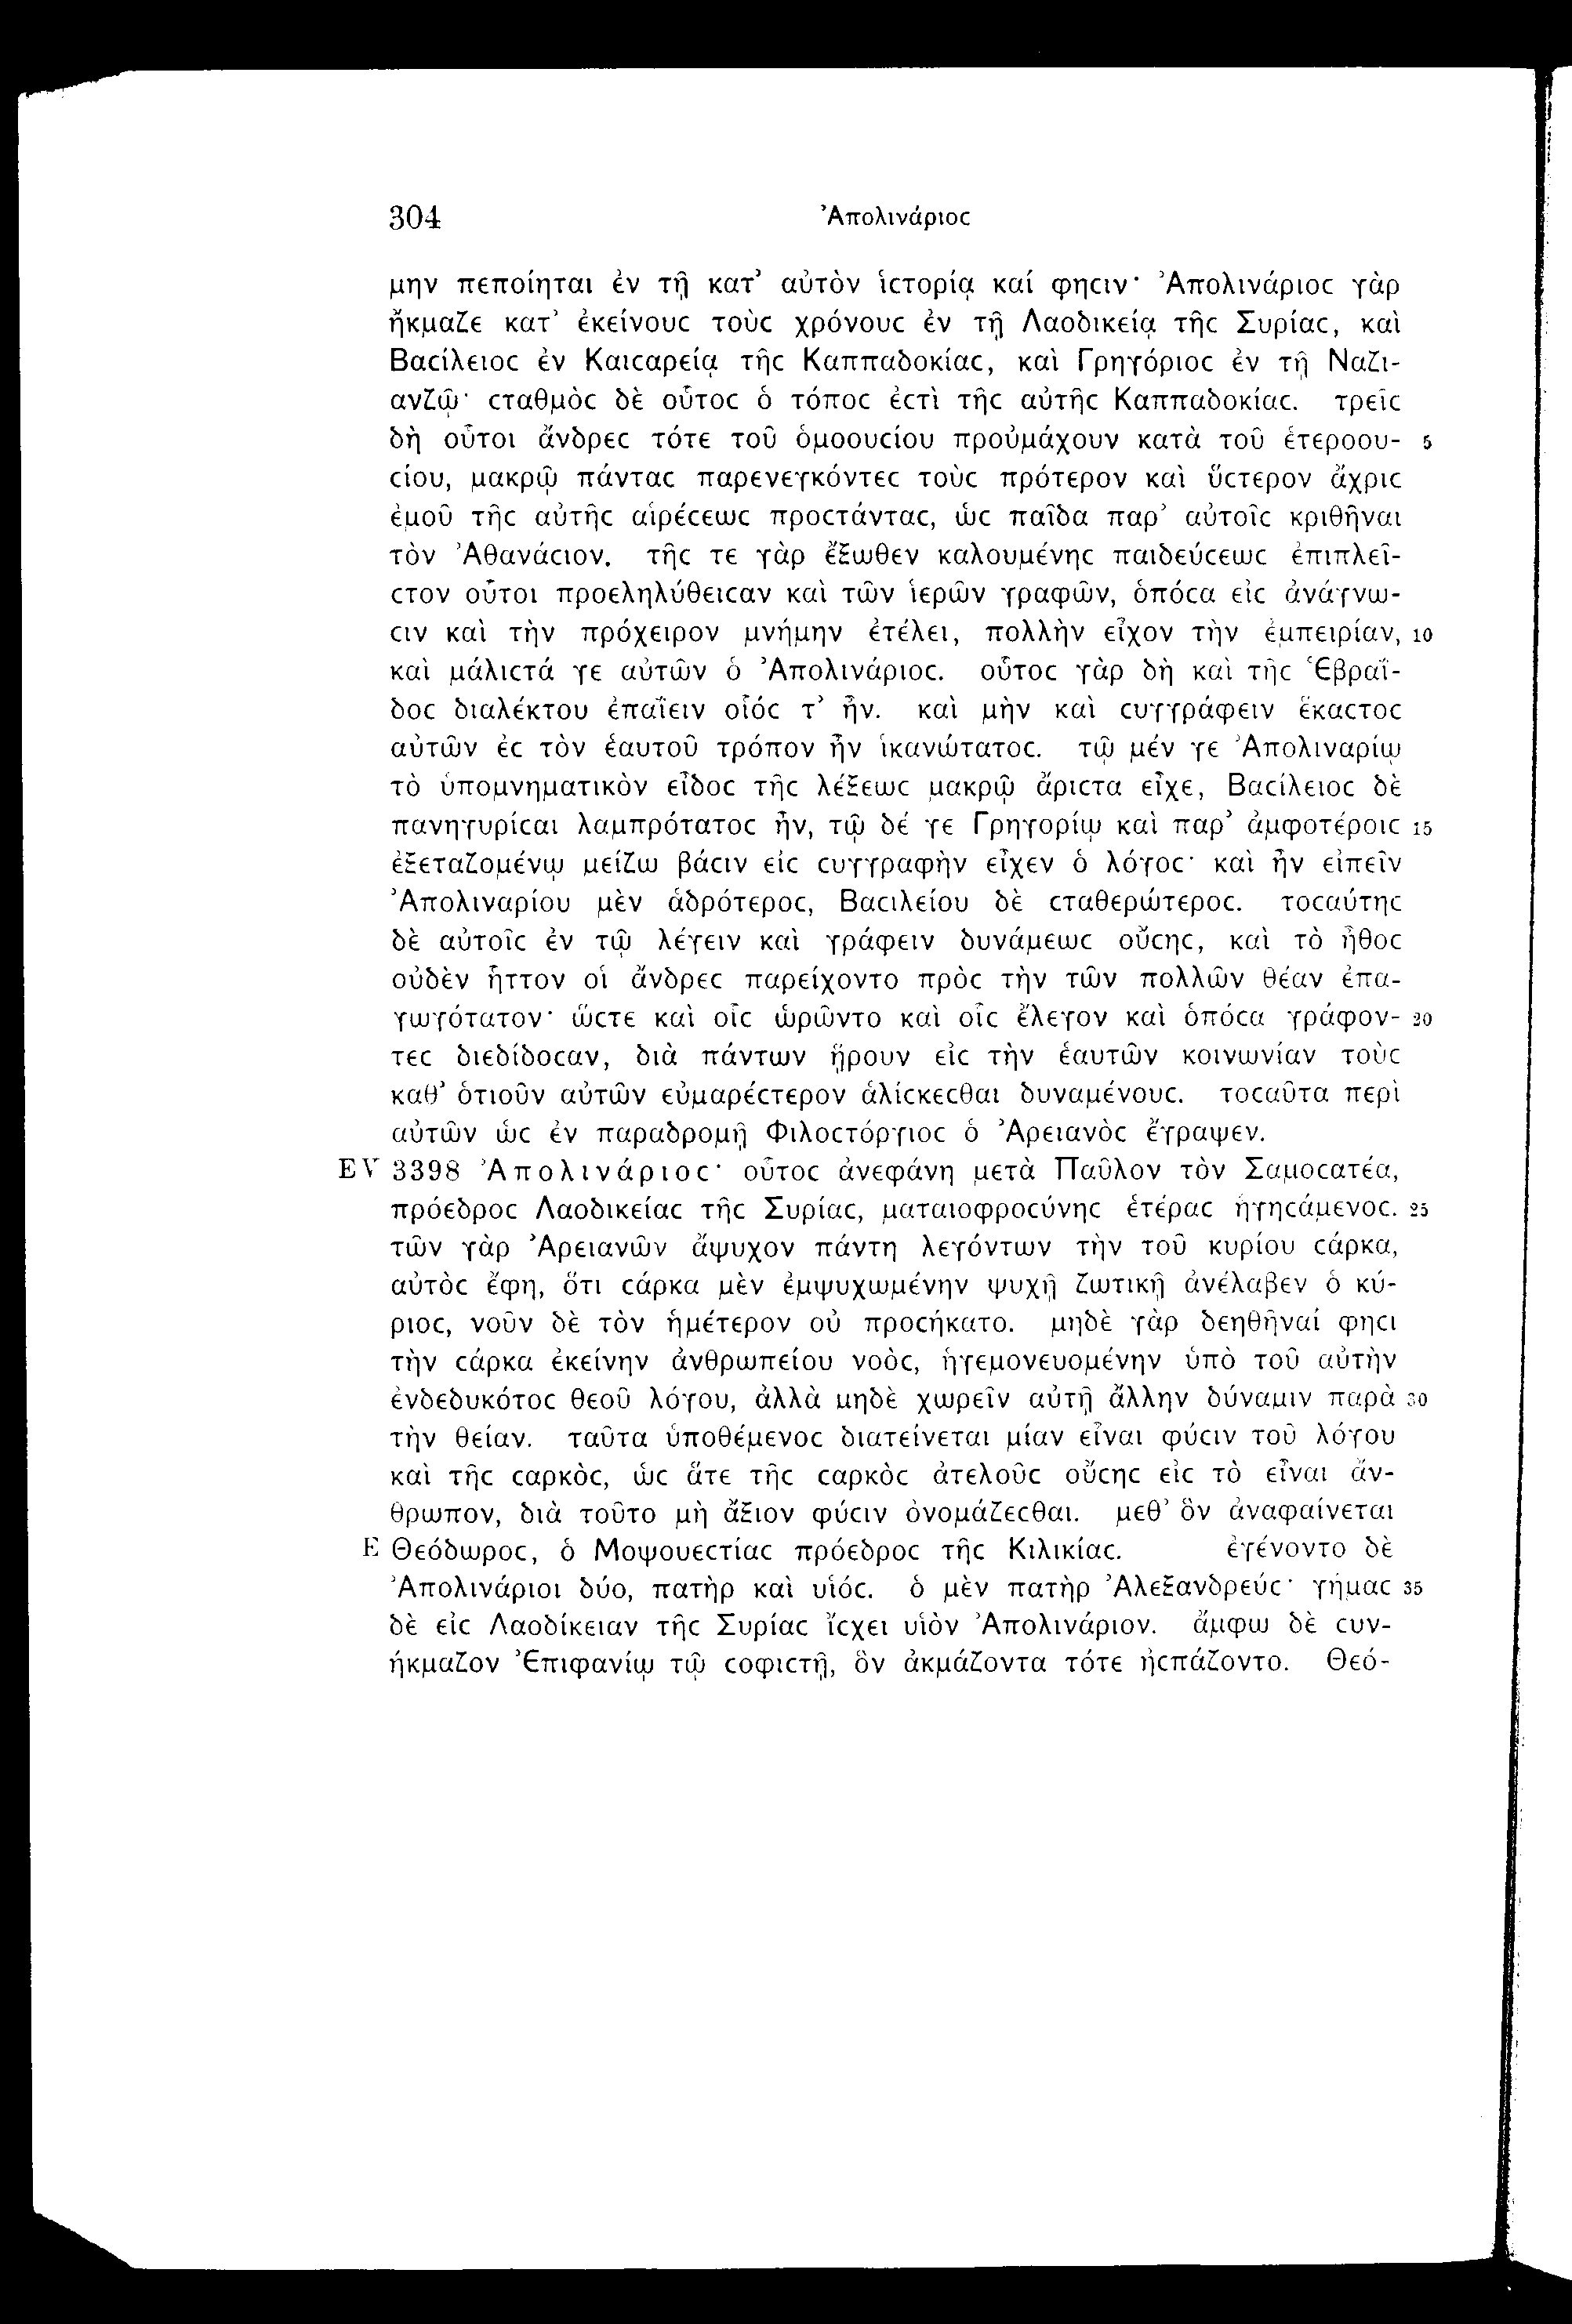 304 Ἀπολινάριοϲ
μην πεποίηται ἐν τῇ κατ’ αὐτὸν ἱϲτορίᾳ καί φηϲιν· Ἀπολινάριοϲ γὰρ
ἤκμαζε κατ’ ἐκείνουϲ τοὺϲ χρόνουϲ ἐν τῇ Λαοδικείᾳ τῆϲ Συρίαϲ, καὶ
Βαϲίλειοϲ ἐν Καιϲαρείᾳ τῆϲ Καππαδοκίαϲ, καὶ Γρηγόριοϲ ἐν τῇ Ναζι-
ανζῷ· ϲταθμὸϲ δὲ οὗτοϲ ὁ τόποϲ ἐϲτὶ τῆϲ αὐτῆϲ Καππαδοκίαϲ. τρεῖϲ
δὴ οὗτοι ἄνδρεϲ τότε τοῦ ὁμοουϲίου προὐμάχουν κατὰ τοῦ ἑτεροου- 5
ϲίου, μακρῷ πάνταϲ παρενεγκόντεϲ τοὺϲ πρότερον καὶ ὕϲτερον ἄχριϲ
ἐμοῦ τῆϲ αὐτῆϲ αἱρέϲεωϲ προϲτάνταϲ, ὡϲ παῖδα παρ’ αὐτοῖϲ κριθῆναι
τὸν Ἀθανάϲιον. τῆϲ τε γὰρ ἔξωθεν καλουμένηϲ παιδεύϲεωϲ ἐπιπλεῖ-
ϲτον οὗτοι προεληλύθειϲαν καὶ τῶν ἱερῶν γραφῶν, ὁπόϲα εἰϲ ἀνάγνω-
ϲιν καὶ τὴν πρόχειρον μνήμην ἐτέλει, πολλὴν εἶχον τὴν ἐμπειρίαν, 10
καὶ μάλιϲτά γε αὐτῶν ὁ Ἀπολινάριοϲ. οὗτοϲ γὰρ δὴ καὶ τῆϲ Ἑβραΐ-
δοϲ διαλέκτου ἐπαΐειν οἷόϲ τ’ ἦν. καὶ μὴν καὶ ϲυγγράφειν ἕκαϲτοϲ
αὐτῶν ἐϲ τὸν ἑαυτοῦ τρόπον ἦν ἱκανώτατοϲ. τῷ μέν γε Ἀπολιναρίῳ
τὸ ὑπομνηματικὸν εἶδοϲ τῆϲ λέξεωϲ μακρῷ ἄριϲτα εἶχε, Βαϲίλειοϲ δὲ
πανηγυρίϲαι λαμπρότατοϲ ἦν, τῷ δέ γε Γρηγορίῳ καὶ παρ’ ἀμφοτέροιϲ 15
ἐξεταζομένῳ μείζω βάϲιν εἰϲ ϲυγγραφὴν εἶχεν ὁ λόγοϲ· καὶ ἦν εἰπεῖν
Ἀπολιναρίου μὲν ἁδρότεροϲ, Βαϲιλείου δὲ ϲταθερώτεροϲ. τοϲαύτηϲ
δὲ αὐτοῖϲ ἐν τῷ λέγειν καὶ γράφειν δυνάμεωϲ οὔϲηϲ, καὶ τὸ ἦθοϲ
οὐδὲν ἧττον οἱ ἄνδρεϲ παρείχοντο πρὸϲ τὴν τῶν πολλῶν θέαν ἐπα-
γωγότατον· ὥϲτε καὶ οἷϲ ὡρῶντο καὶ οἷϲ ἔλεγον καὶ ὁπόϲα γράφον- 20
τεϲ διεδίδοϲαν, διὰ πάντων ᾕρουν εἰϲ τὴν ἑαυτῶν κοινωνίαν τοὺϲ
καθ’ ὁτιοῦν αὐτῶν εὐμαρέϲτερον ἁλίϲκεϲθαι δυναμένουϲ. τοϲαῦτα περὶ
αὐτῶν ὡϲ ἐν παραδρομῇ Φιλοϲτόργιοϲ ὁ Ἀρειανὸϲ ἔγραψεν.
EV 3398 Ἀπολινάριοϲ· οὗτοϲ ἀνεφάνη μετὰ Παῦλον τὸν Σαμοϲατέα,
πρόεδροϲ Λαοδικείαϲ τῆϲ Συρίαϲ, ματαιοφροϲύνηϲ ἑτέραϲ ἡγηϲάμενοϲ. 25
τῶν γὰρ Ἀρειανῶν ἄψυχον πάντη λεγόντων τὴν τοῦ κυρίου ϲάρκα,
αὐτὸϲ ἔφη, ὅτι ϲάρκα μὲν ἐμψυχωμένην ψυχῇ ζωτικῇ ἀνέλαβεν ὁ κύ-
ριοϲ, νοῦν δὲ τὸν ἡμέτερον οὐ προϲήκατο. μηδὲ γὰρ δεηθῆναί φηϲι
τὴν ϲάρκα ἐκείνην ἀνθρωπείου νοὸϲ, ἡγεμονευομένην ὑπὸ τοῦ αὐτὴν
ἐνδεδυκότοϲ θεοῦ λόγου, ἀλλὰ μηδὲ χωρεῖν αὐτῇ ἄλλην δύναμιν παρὰ 30
τὴν θείαν. ταῦτα ὑποθέμενοϲ διατείνεται μίαν εἶναι φύϲιν τοῦ λόγου
καὶ τῆϲ ϲαρκὸϲ, ὡϲ ἅτε τῆϲ ϲαρκὸϲ ἀτελοῦϲ οὔϲηϲ εἰϲ τὸ εἶναι ἄν-
θρωπον, διὰ τοῦτο μὴ ἄξιον φύϲιν ὀνομάζεϲθαι. μεθ’ ὃν ἀναφαίνεται
E Θεόδωροϲ, ὁ Μοψουεϲτίαϲ πρόεδροϲ τῆϲ Κιλικίαϲ. ἐγένοντο δὲ
Ἀπολινάριοι δύο, πατὴρ καὶ υἱόϲ. ὁ μὲν πατὴρ Ἀλεξανδρεύϲ· γήμαϲ 35
δὲ εἰϲ Λαοδίκειαν τῆϲ Συρίαϲ ἴϲχει υἱὸν Ἀπολινάριον. ἄμφω δὲ ϲυν-
ήκμαζον Ἐπιφανίῳ τῷ ϲοφιϲτῇ, ὃν ἀκμάζοντα τότε ἠϲπάζοντο. Θεό-